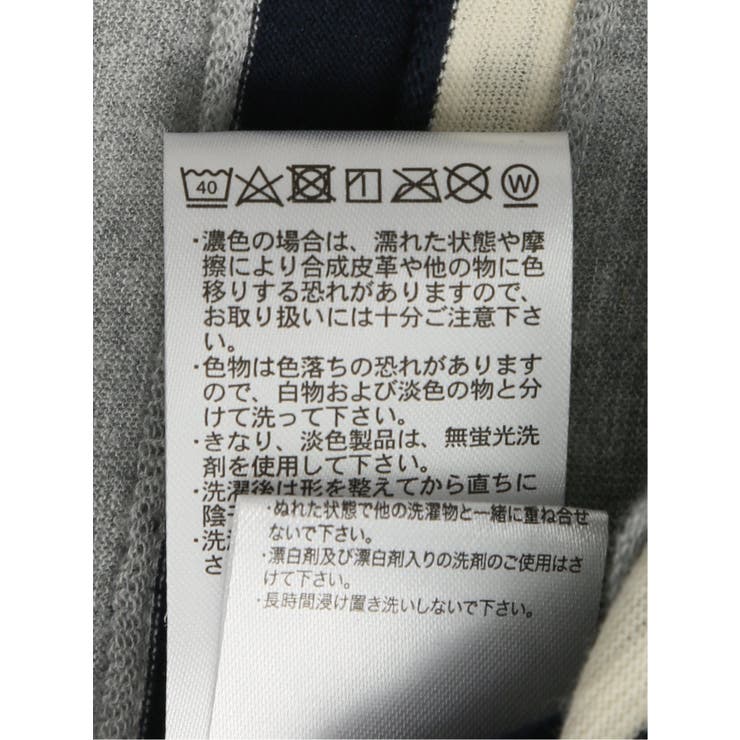 40 W
・濃色の場合は、濡れた状態や摩
擦により合成皮革や他の物に色
移りする恐れがありますので、
お取り扱いには十分ご注意下さ
い。
・色物は色落ちの恐れがあります
ので、白物および淡色の物と分
けて洗って下さい。
・きなり、淡色製品は、無蛍光洗
剤を使用して下さい。
・洗濯後は形を整えてから直ちに
陰
・洗
さ
・ぬれた状態で他の洗濯物と一緒に重ね合せ
ないで下さい。
・漂白剤及び漂白剤入りの洗剤のご使用はさ
けて下さい。
・長時間浸け置き洗いしないで下さい。